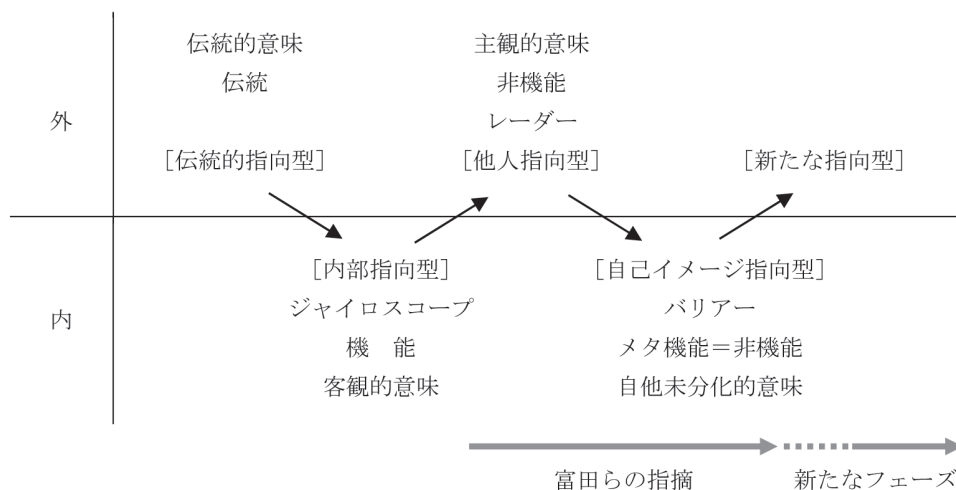 外
伝統的意味
伝統
[伝統的指向型]
主観的意味
非機能
レーダー
[他人指向型]
[新たな指向型]
内
[内部指向型]
ジャイロスコープ
機　能
客観的意味
[自己イメージ指向型]
バリアー
メタ機能＝非機能
自他未分化的意味
富田らの指摘
新たなフェーズ